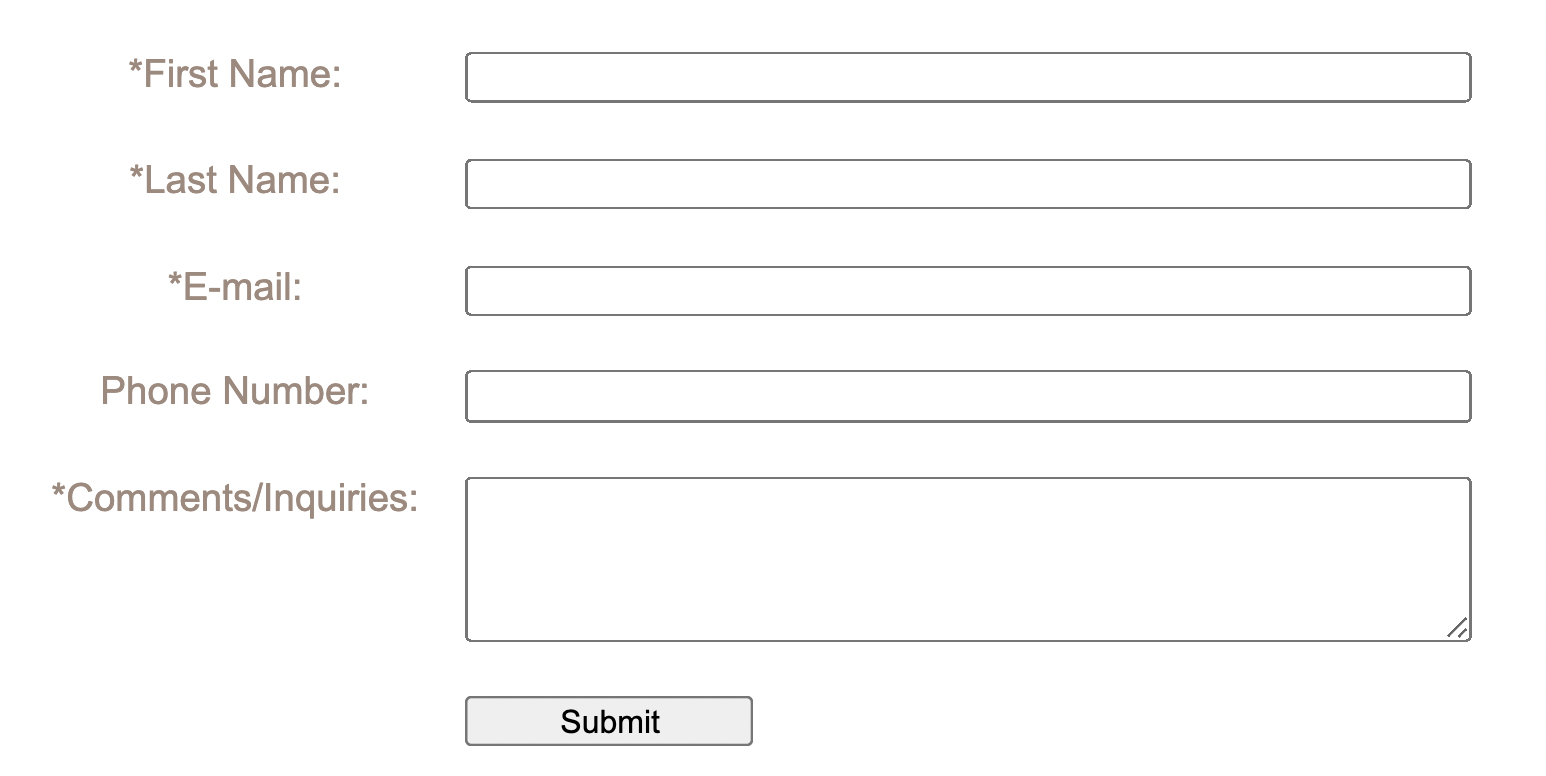 *First Name:
*Last Name:
*E-mail:
Phone Number:
*Comments/Inquiries:
Submit